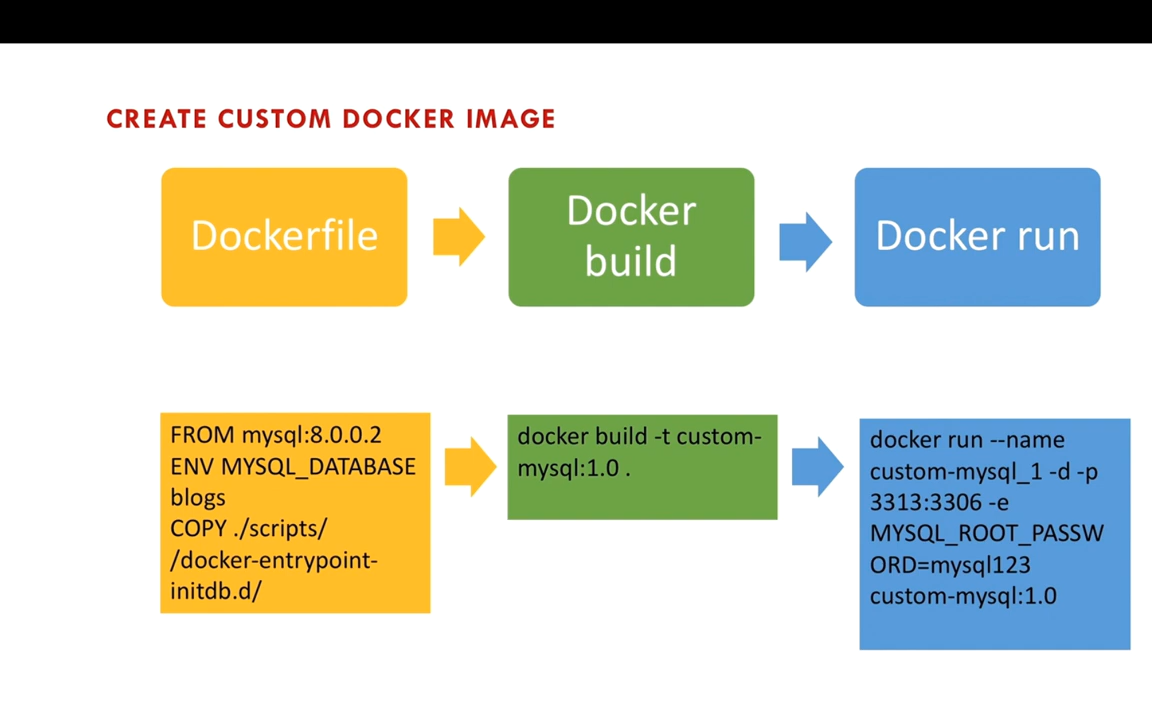 CREATE CUSTOM DOCKER IMAGE
Dockerfile
Docker
build
Docker run
FROM mysql:8.0.0.2
ENV MYSQL_DATABASE
blogs
COPY ./scripts/
/docker-entrypoint-
initdb.d/
docker build -t custom-
mysql:1.0 .
docker run --name
custom-mysql_1 -d -p
3313:3306 -e
MYSQL_ROOT_PASSW
ORD=mysql123
custom-mysql:1.0